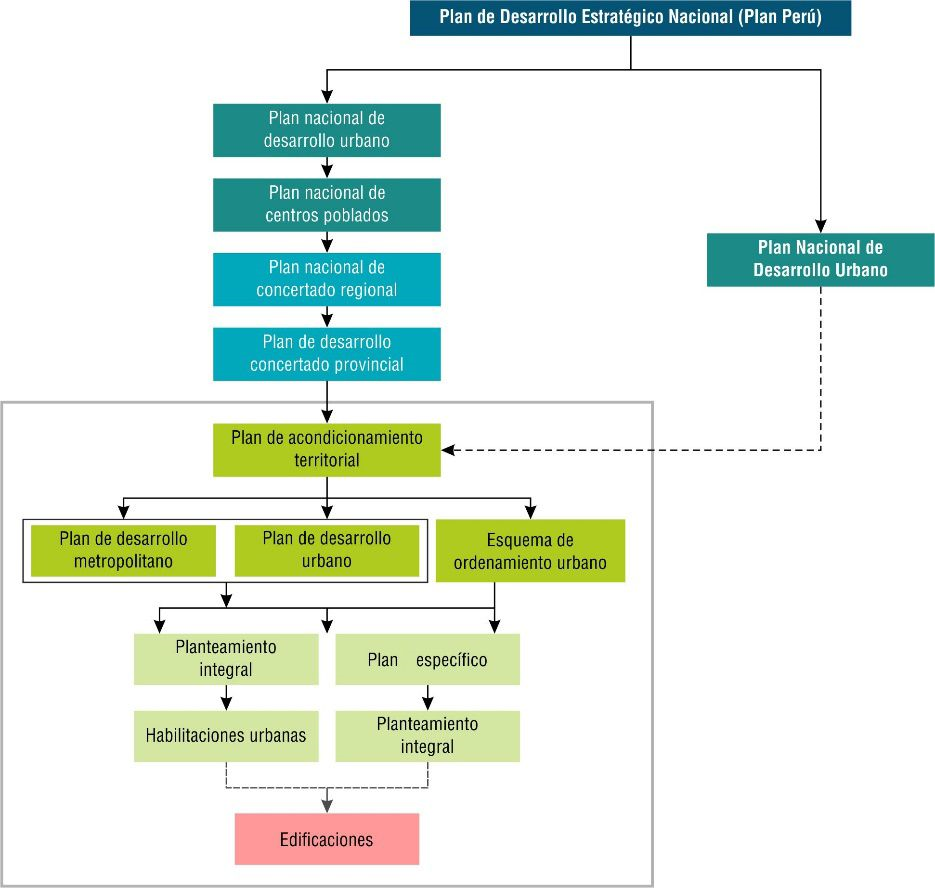 Plan de Desarrollo Estratégico Nacional (Plan Perú)
Plan nacional de
desarrollo urbano
Plan nacional de
centros poblados
Plan Nacional de
Desarrollo Urbano
Plan nacional de
concertado regional
Plan de desarrollo
concertado provincial
Plan de acondicionamiento
territorial
Plan de desarrollo
metropolitano
Plan de desarrollo
urbano
Esquema de
ordenamiento urbano
Planteamiento
integral
Plan específico
Habilitaciones urbanas
Planteamiento
integral
Edificaciones